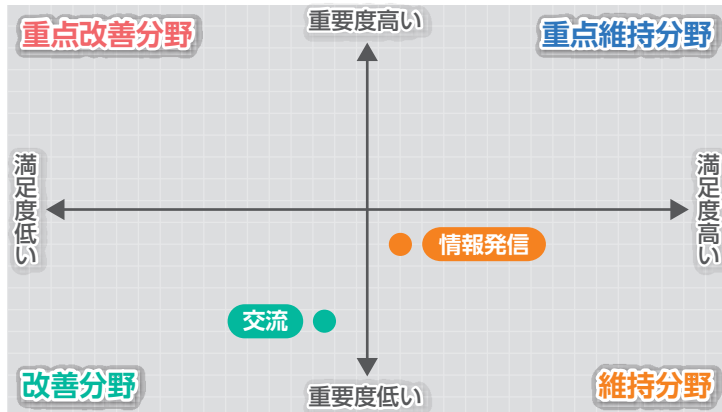 重点改善分野
重要度高い
重点維持分野
満足度低い
満足度高い
情報発信
交流
改善分野
重要度低い
維持分野